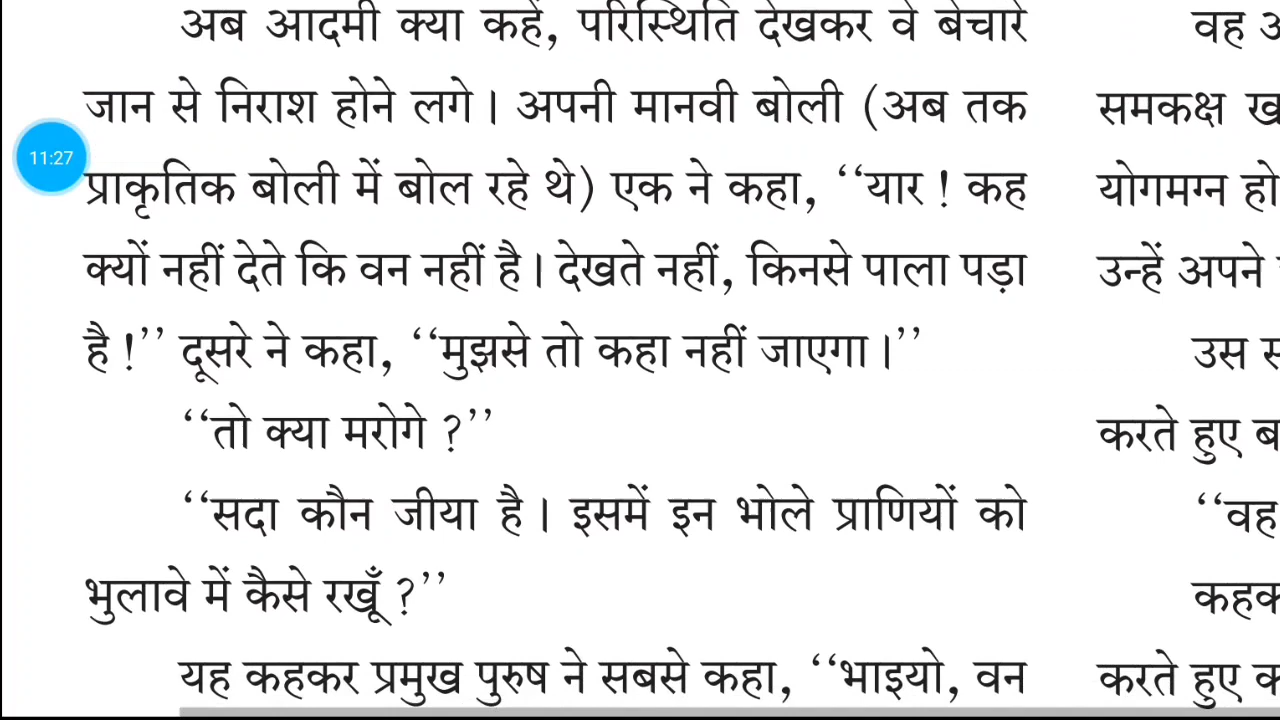 अब आदमी क्या कहें, परिस्थिति देखकर वे बेचारे
जान से निराश होने लगे। अपनी मानवी बोली (अब तक
प्राकृतिक बोली में बोल रहे थे) एक ने कहा, ‘‘यार ! कह
क्यों नहीं देते कि वन नहीं है। देखते नहीं, किनसे पाला पड़ा
है !’’ दूसरे ने कहा, ‘‘मुझसे तो कहा नहीं जाएगा।’’
‘‘तो क्या मरोगे ?’’
‘‘सदा कौन जीया है। इसमें इन भोले प्राणियों को
भुलावे में कैसे रखूँ ?’’
यह कहकर प्रमुख पुरुष ने सबसे कहा, ‘‘भाइयो, वन
11:27
वह
समकक्ष
योगमग्न हो
उन्हें अपने
उस
करते हुए
‘‘वह
करते हुए